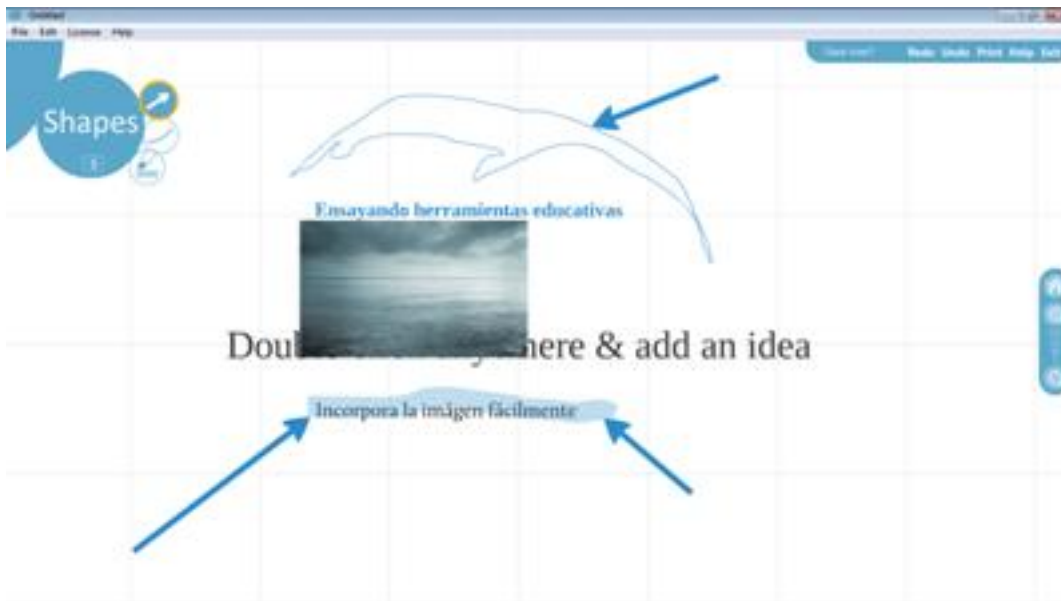 Untitled
File Edit License Help
Redo Undo Print Help Exit
Shapes
Ensayando herramientas educativas
here & add an idea
Incorpora la imágen fácilmente